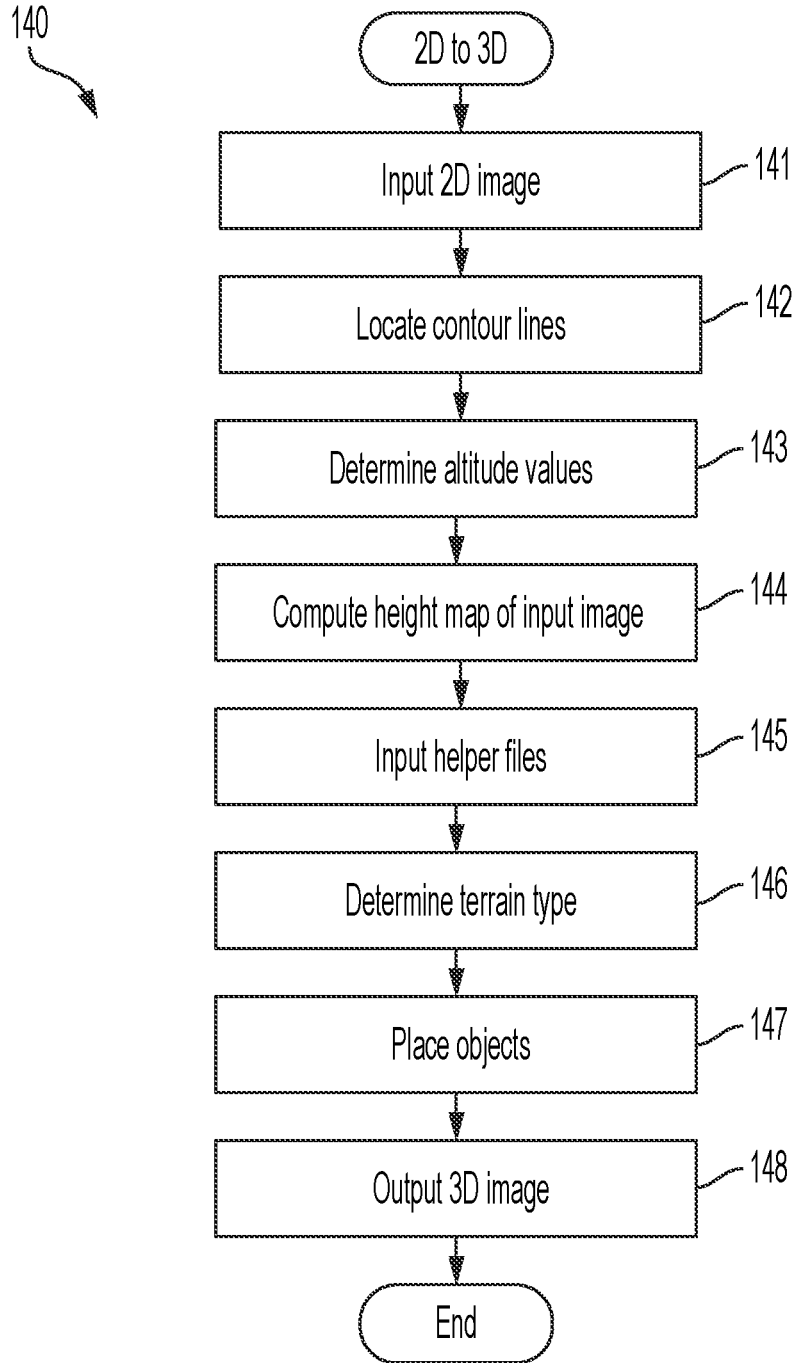 140
2D to 3D
Input 2D image
141
Locate contour lines
142
Determine altitude values
143
Compute height map of input image
144
Input helper files
145
Determine terrain type
146
Place objects
147
Output 3D image
148
End